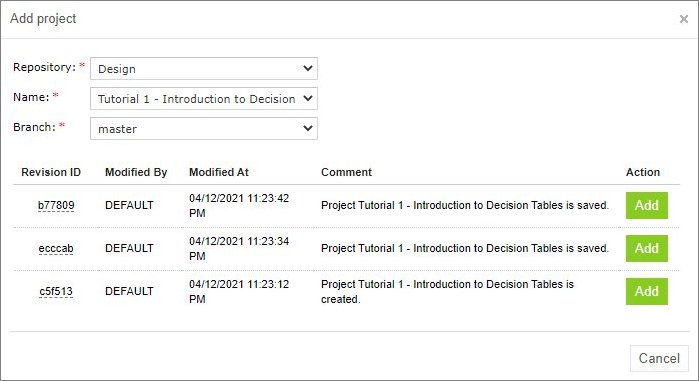 Add project ×
Repository: * Design
Name: * Tutorial 1 - Introduction to Decision
Branch: * master
Revision ID Modified By Modified At Comment Action
b77809 DEFAULT 04/12/2021 11:23:42 PM Project Tutorial 1 - Introduction to Decision Tables is saved. Add
ecccab DEFAULT 04/12/2021 11:23:34 PM Project Tutorial 1 - Introduction to Decision Tables is saved. Add
c5f513 DEFAULT 04/12/2021 11:23:12 PM Project Tutorial 1 - Introduction to Decision Tables is created. Add
Cancel